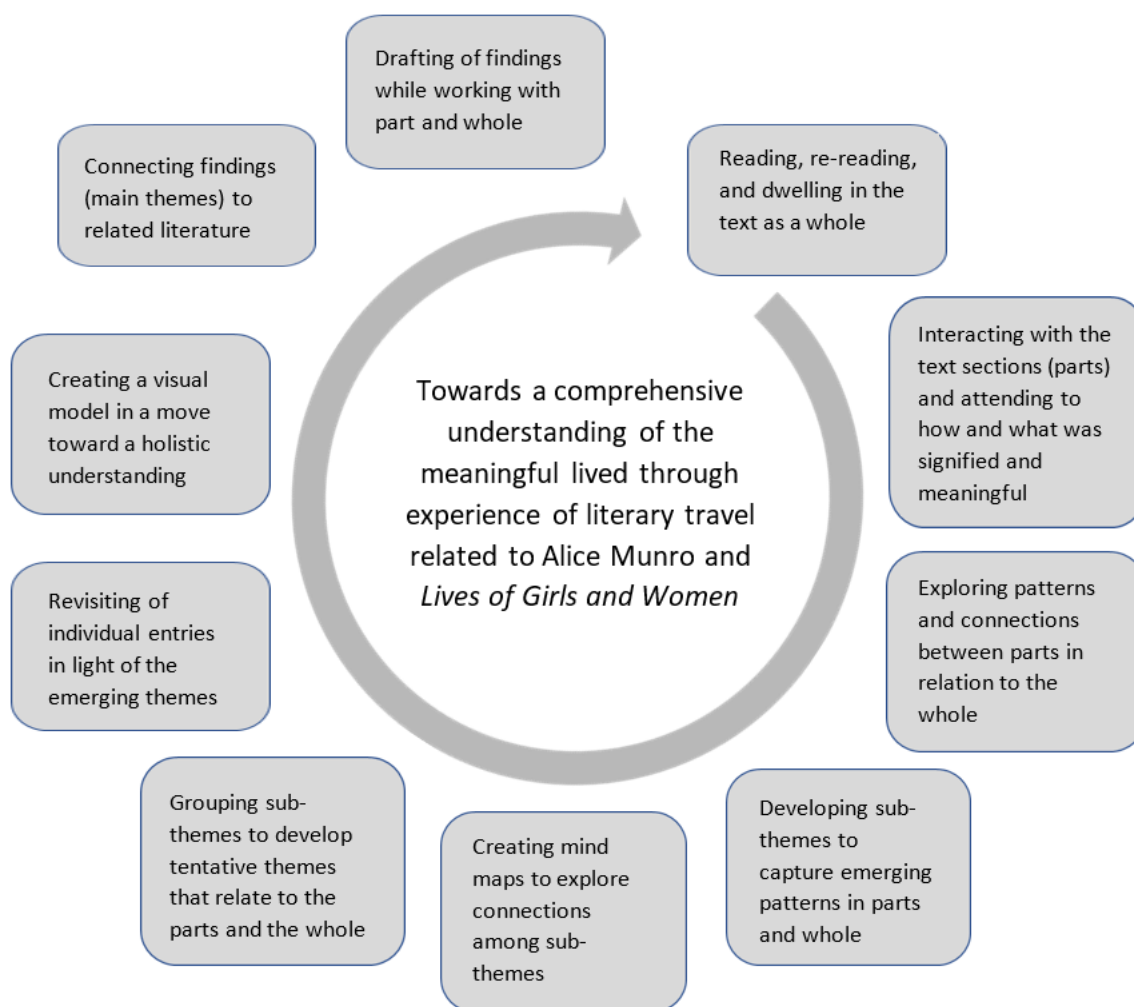 Drafting of findings
while working with
part and whole
Reading, re-reading,
and dwelling in the
text as a whole
Interacting with the
text sections (parts)
and attending to
how and what was
signified and
meaningful
Exploring patterns
and connections
between parts in
relation to the
whole
Developing sub-
themes to
capture emerging
patterns in parts
and whole
Creating mind
maps to explore
connections
among sub-
themes
Grouping sub-
themes to develop
tentative themes
that relate to the
parts and the whole
Revisiting of
individual entries
in light of the
emerging themes
Creating a visual
model in a move
toward a holistic
understanding
Connecting findings
(main themes) to
related literature
Towards a comprehensive
understanding of the
meaningful lived through
experience of literary travel
related to Alice Munro and
Lives of Girls and Women